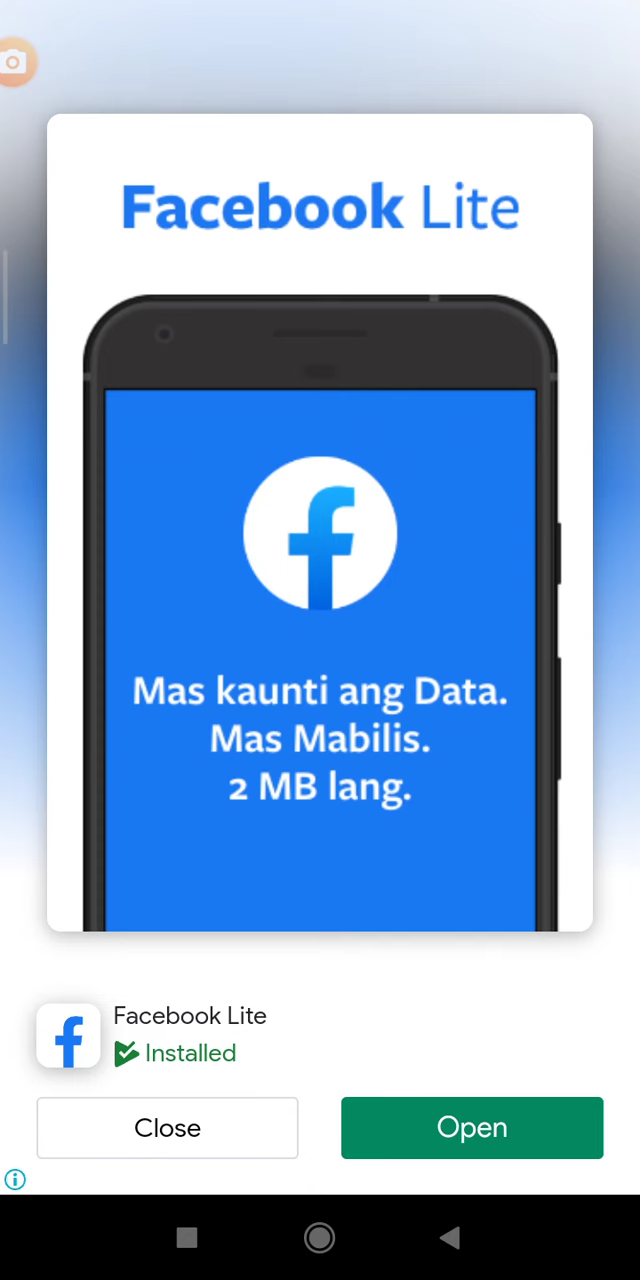 Facebook Lite
Mas kaunti ang Data.
Mas Mabilis.
2 MB lang.
Facebook Lite
Installed
Close
Open